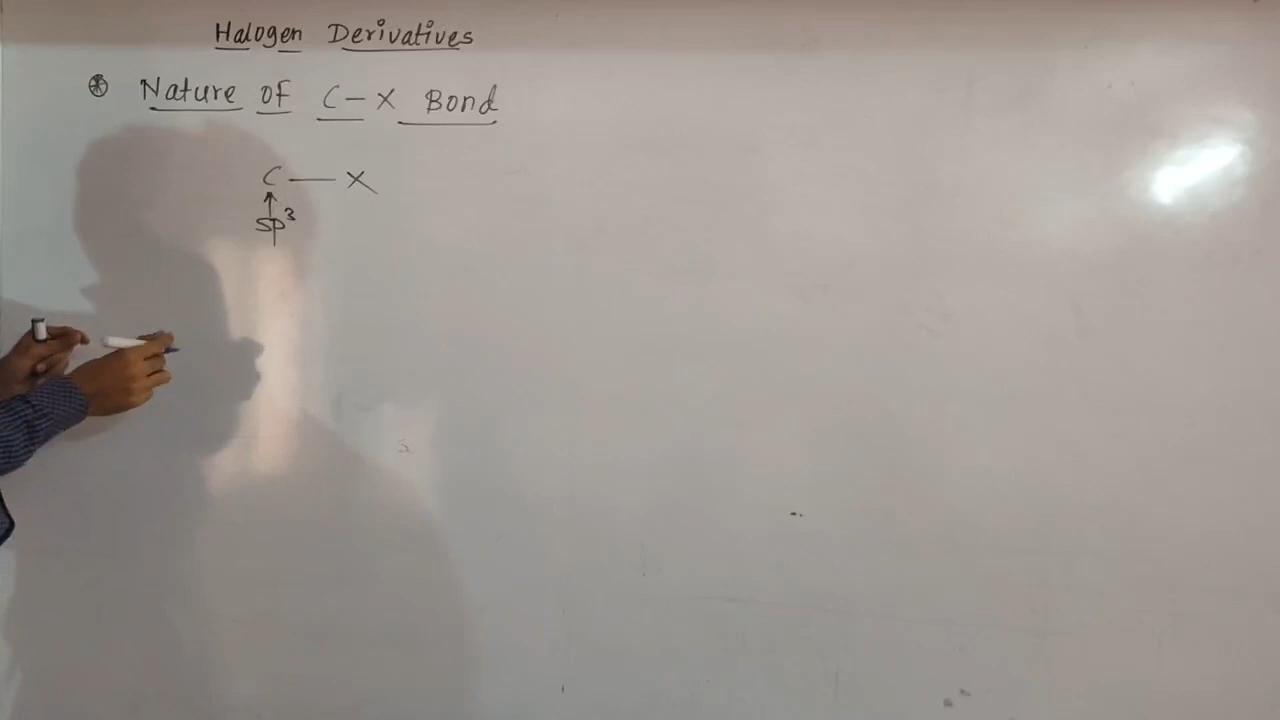 Halogen Derivatives
⊛ Nature of C-X Bond
C — X
↑
sp³